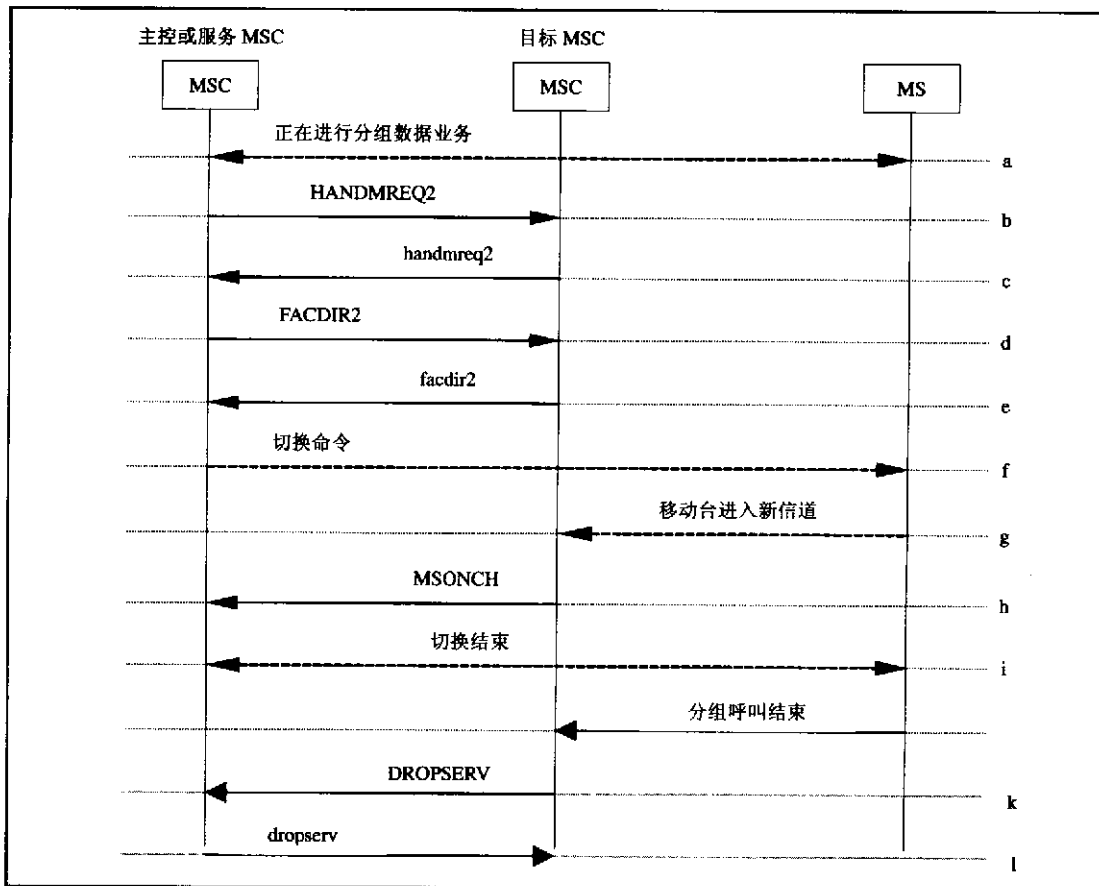 主控或服务 MSC
目标 MSC
MSC
MSC
MS
正在进行分组数据业务
a
HANDMREQ2
b
handmreq2
c
FACDIR2
d
facdir2
e
切换命令
f
移动台进入新信道
g
MSONCH
h
切换结束
i
分组呼叫结束
DROPSERV
k
dropserv
l